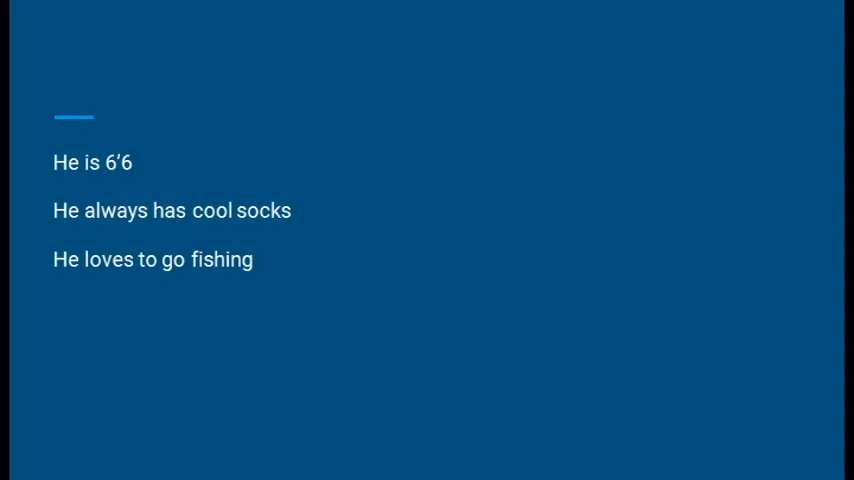 He is 6’6
He always has cool socks
He loves to go fishing